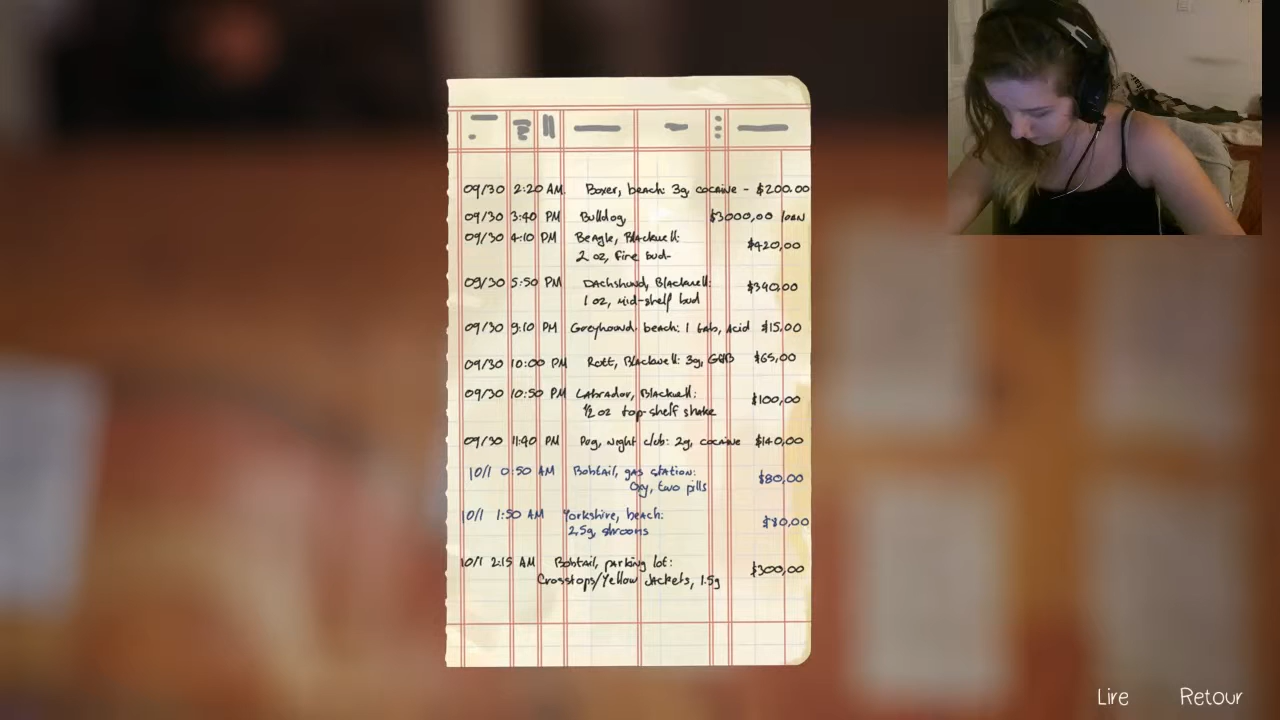 09/30 2:20 AM. Boxer, beach: 3g, cocaine - $200.00
09/30 3:40 PM Bulldog, $3000,00 loan
09/30 4:10 PM Beagle, Blackwell: $420,00
2 oz, fire bud-
09/30 5:50 PM Dachshund, Blackwell: $340,00
1 oz, mid-shelf bud
09/30 9:10 PM Greyhound, beach: 1 tab, Acid $15.00
09/30 10:00 PM Rott, Blackwell: 3g, GHB $65,00
09/30 10:50 PM Labrador, Blackwell: $100,00
½ oz top-shelf shake
09/30 11:40 PM Pug, night club: 2g, cocaine $140,00
10/1 0:50 AM Bobtail, gas station: $80,00
Oxy, two pills
10/1 1:50 AM Yorkshire, beach:
2.5g, shrooms
10/1 2:15 AM Bobtail, parking lot: $300,00
Crosstops/Yellow Jackets, 1.5g
Lire Retour